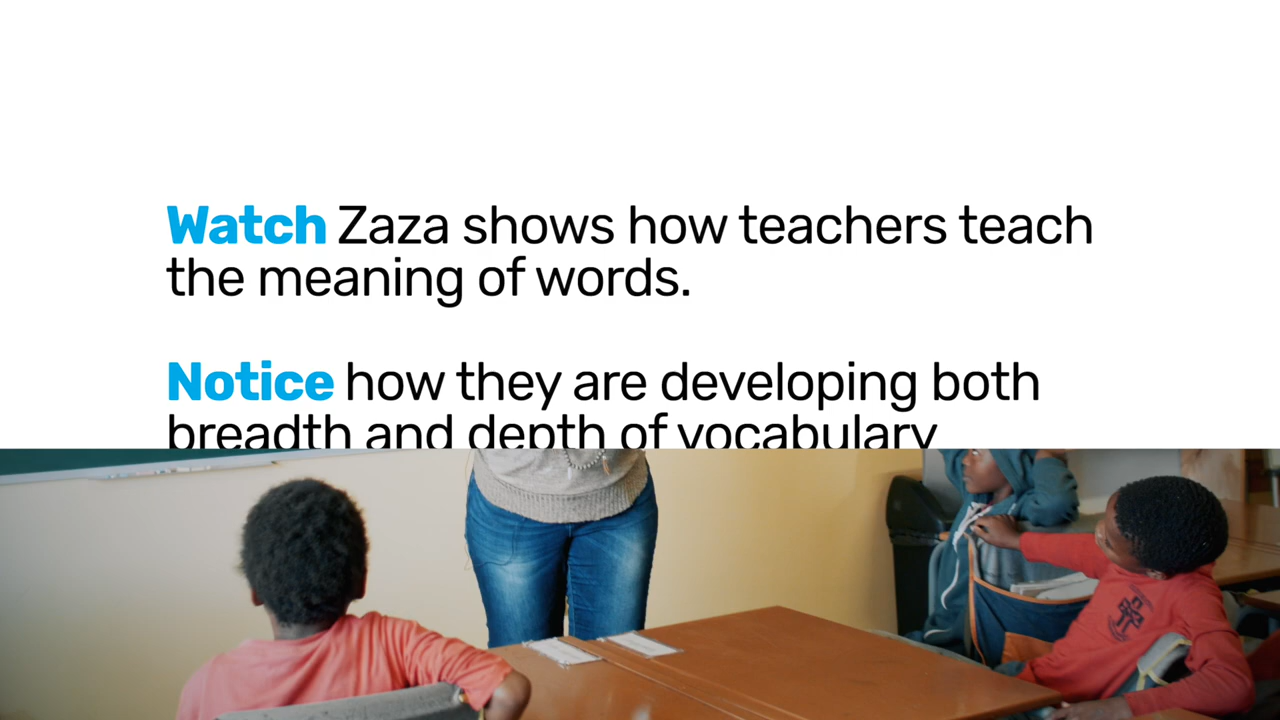 Watch Zaza shows how teachers teach
the meaning of words.
Notice how they are developing both
breadth and depth of vocabulary